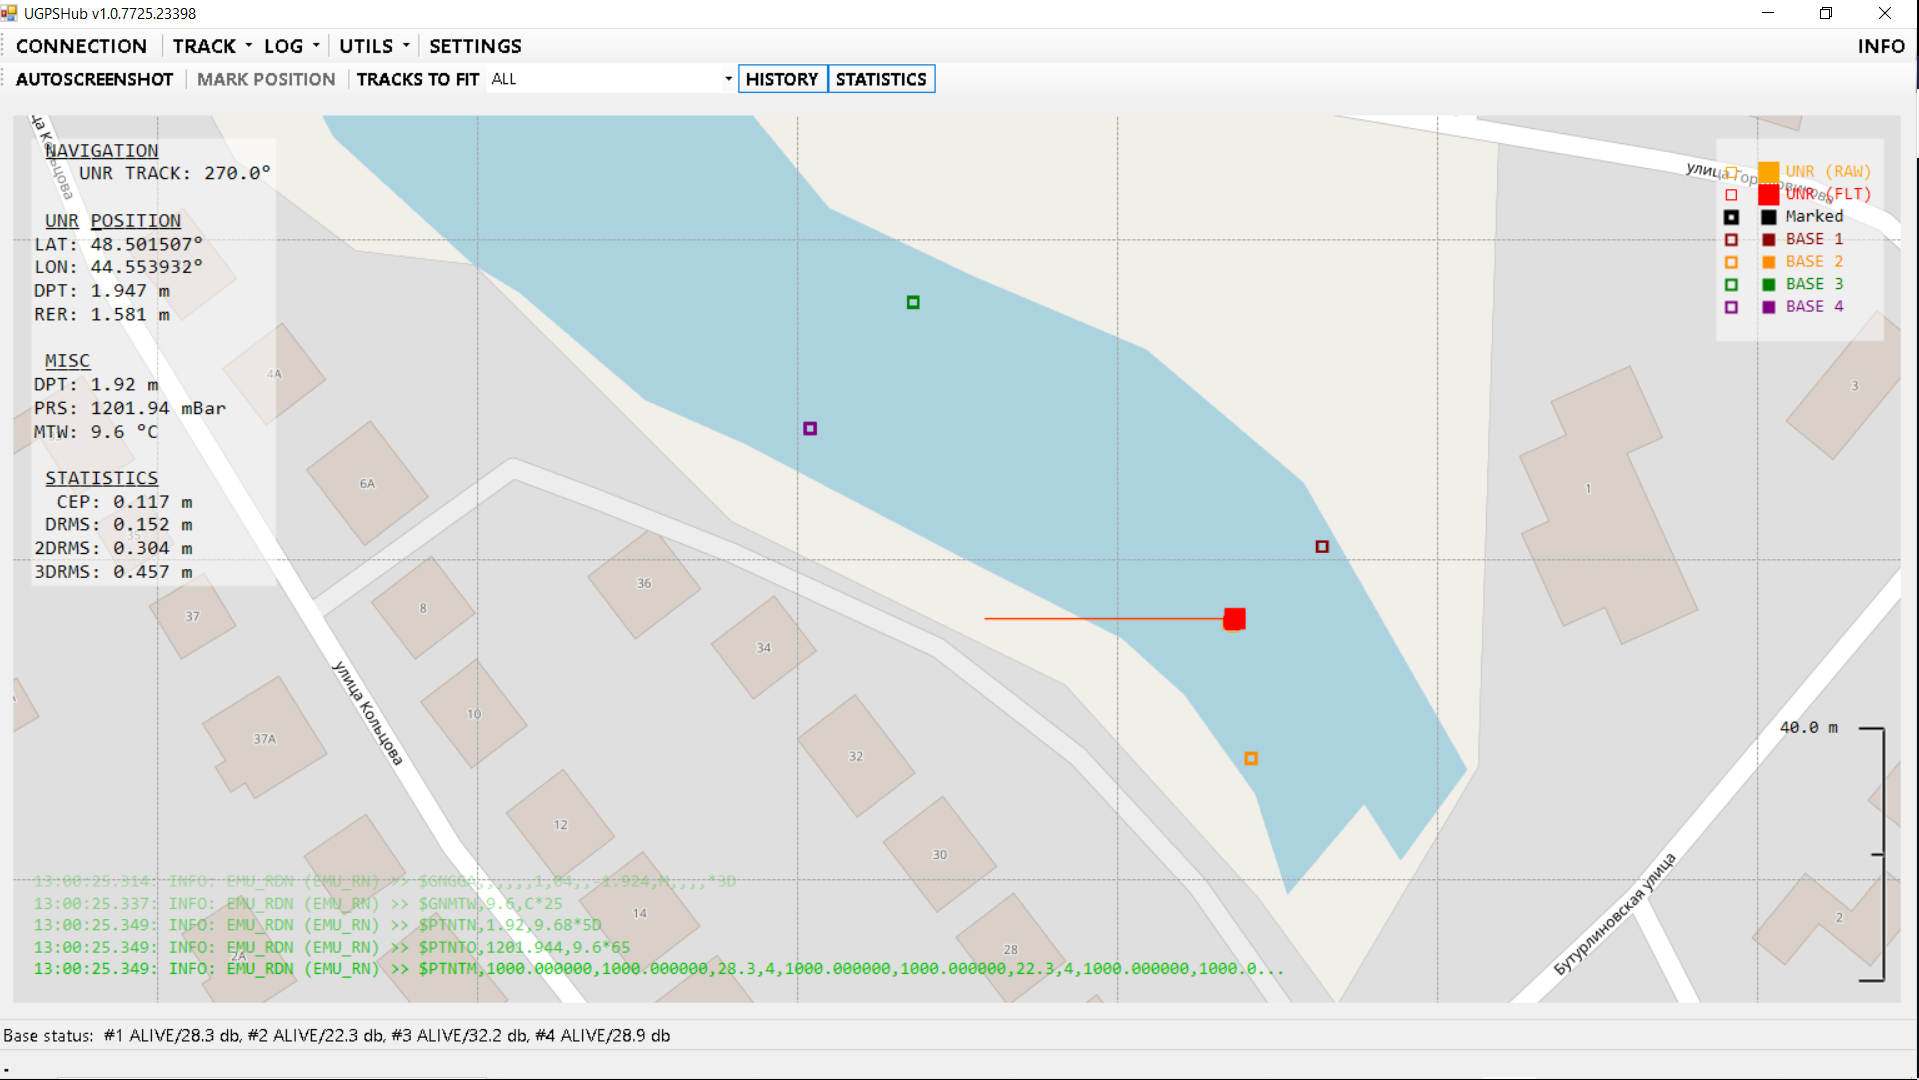 UGPSHub v1.0.7725.23398
CONNECTION TRACK LOG UTILS SETTINGS INFO
AUTOSCREENSHOT MARK POSITION TRACKS TO FIT ALL HISTORY STATISTICS
NAVIGATION
UNR TRACK: 270.0°
UNR POSITION
LAT: 48.501507°
LON: 44.553932°
DPT: 1.947 m
RER: 1.581 m
MISC
DPT: 1.92 m
PRS: 1201.94 mBar
MTW: 9.6 °C
STATISTICS
CEP: 0.117 m
DRMS: 0.152 m
2DRMS: 0.304 m
3DRMS: 0.457 m
UNR (RAW)
UNR (FLT)
Marked
BASE 1
BASE 2
BASE 3
BASE 4
4A
6A
3
1
36
8
37
34
10
37A
32
12
30
14
28
2A
2
улица Кольцова
Бутурлиновская улица
40.0 m
13:00:25.314: INFO: EMU_RDN (EMU_RN) >> $GNGGA,,,,,,1,04,,-1.924,M,,,,*3D
13:00:25.337: INFO: EMU_RDN (EMU_RN) >> $GNMTW,9.6,C*25
13:00:25.349: INFO: EMU_RDN (EMU_RN) >> $PTNTN,1.92,9.68*5D
13:00:25.349: INFO: EMU_RDN (EMU_RN) >> $PTNTO,1201.944,9.6*65
13:00:25.349: INFO: EMU_RDN (EMU_RN) >> $PTNTM,1000.000000,1000.000000,28.3,4,1000.000000,1000.000000,22.3,4,1000.000000,1000.0...
Base status: #1 ALIVE/28.3 db, #2 ALIVE/22.3 db, #3 ALIVE/32.2 db, #4 ALIVE/28.9 db